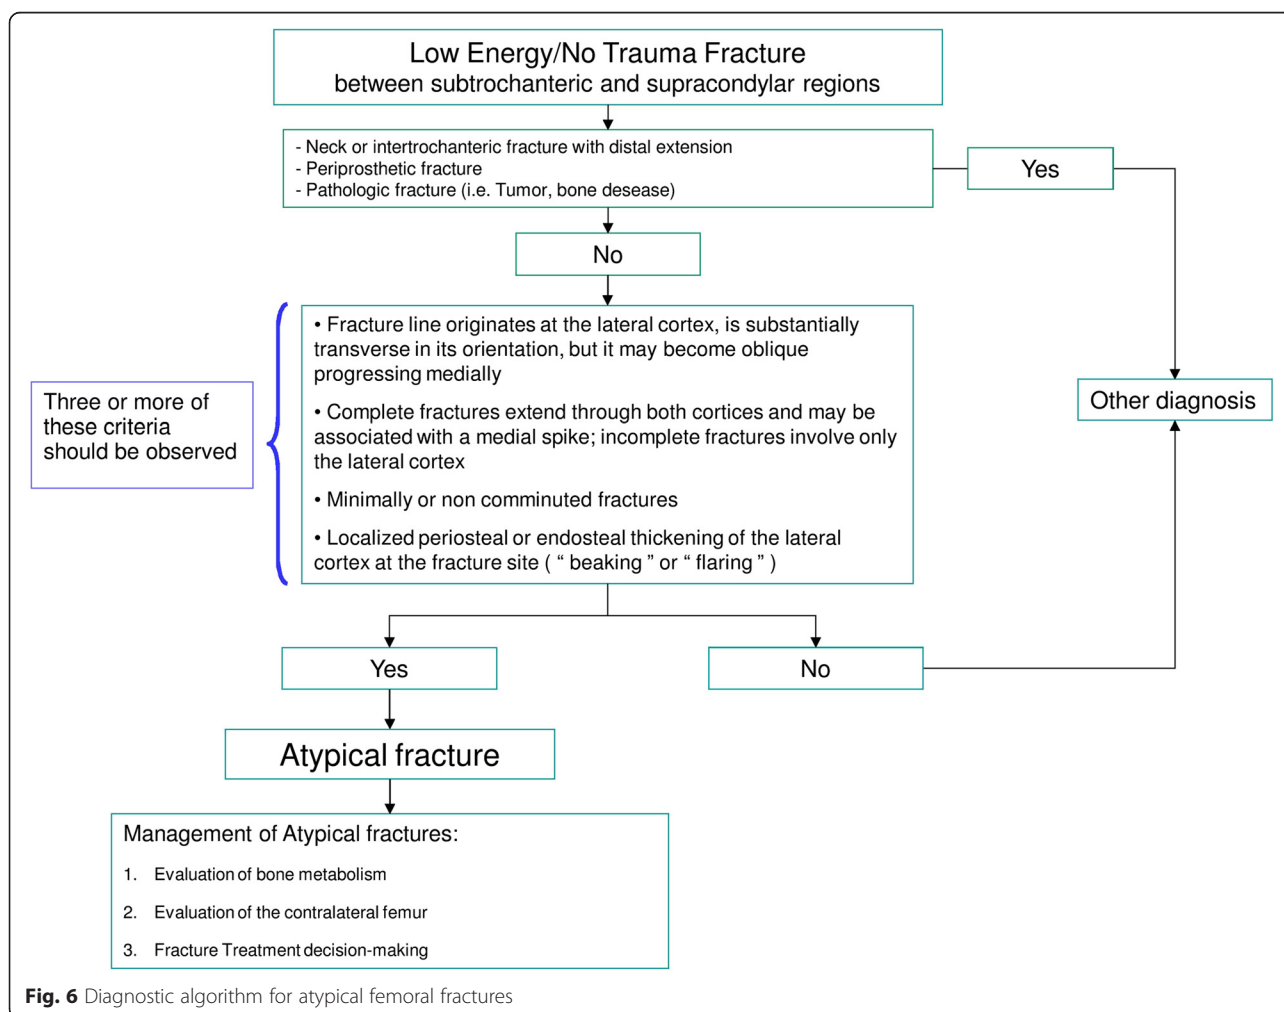 Low Energy/No Trauma Fracture
between subtrochanteric and supracondylar regions
- Neck or intertrochanteric fracture with distal extension
- Periprosthetic fracture
- Pathologic fracture (i.e. Tumor, bone desease)
Yes
No
• Fracture line originates at the lateral cortex, is substantially
transverse in its orientation, but it may become oblique
progressing medially
• Complete fractures extend through both cortices and may be
associated with a medial spike; incomplete fractures involve only
the lateral cortex
• Minimally or non comminuted fractures
• Localized periosteal or endosteal thickening of the lateral
cortex at the fracture site ( “ beaking ” or “ flaring ” )
Three or more of
these criteria
should be observed
Other diagnosis
Yes
No
Atypical fracture
Management of Atypical fractures:
1. Evaluation of bone metabolism
2. Evaluation of the contralateral femur
3. Fracture Treatment decision-making
Fig. 6 Diagnostic algorithm for atypical femoral fractures